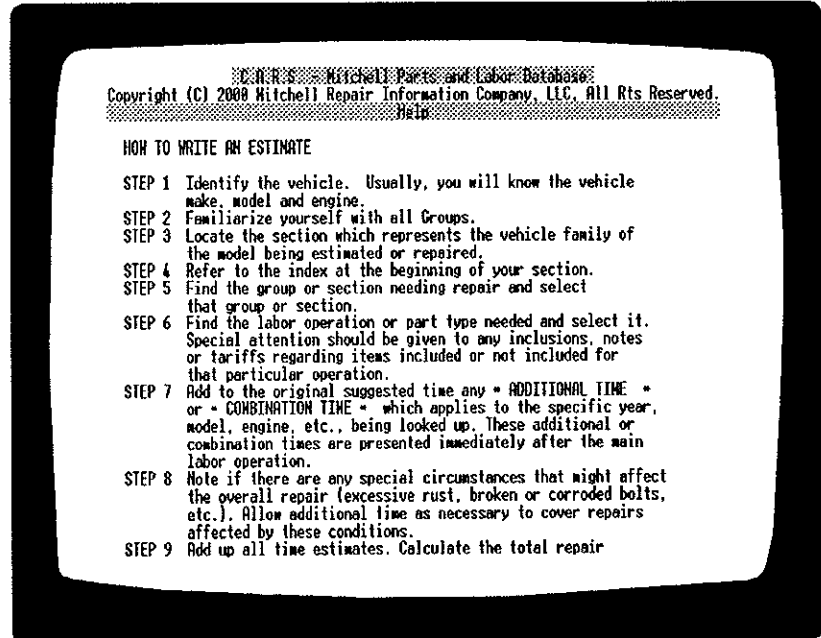 C.A.R.S. - Mitchell Parts and Labor Database
Copyright (C) 2000 Mitchell Repair Information Company, LLC, All Rts Reserved.
Help
HOW TO WRITE AN ESTIMATE
STEP 1 Identify the vehicle. Usually, you will know the vehicle
make, model and engine.
STEP 2 Familiarize yourself with all Groups.
STEP 3 Locate the section which represents the vehicle family of
the model being estimated or repaired.
STEP 4 Refer to the index at the beginning of your section.
STEP 5 Find the group or section needing repair and select
that group or section.
STEP 6 Find the labor operation or part type needed and select it.
Special attention should be given to any inclusions, notes
or tariffs regarding items included or not included for
that particular operation.
STEP 7 Add to the original suggested time any * ADDITIONAL TIME *
or * COMBINATION TIME * which applies to the specific year,
model, engine, etc., being looked up. These additional or
combination times are presented immediately after the main
labor operation.
STEP 8 Note if there are any special circumstances that might affect
the overall repair (excessive rust, broken or corroded bolts,
etc.). Allow additional time as necessary to cover repairs
affected by these conditions.
STEP 9 Add up all time estimates. Calculate the total repair